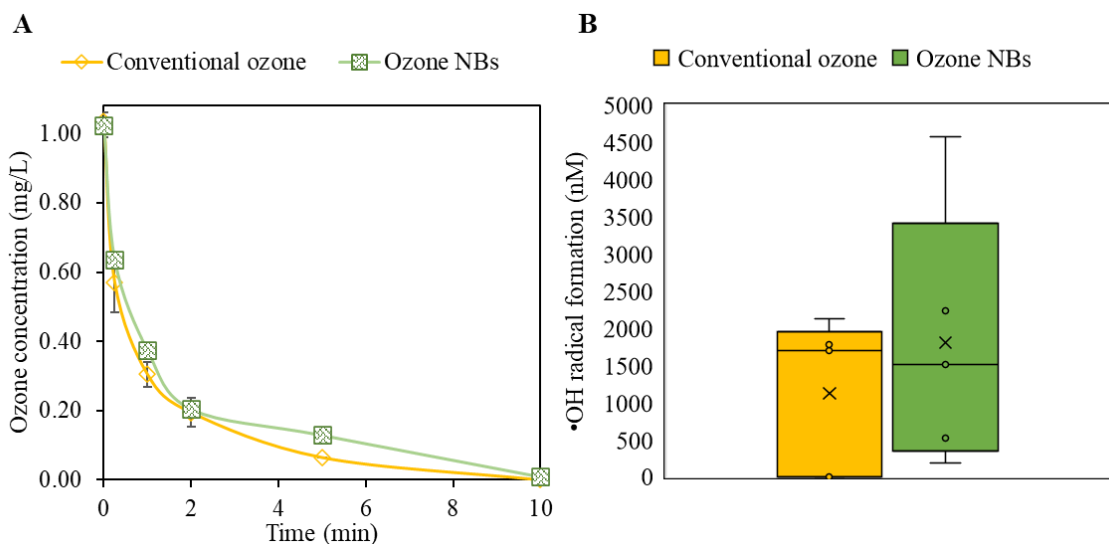 A
Conventional ozone
Ozone NBs
Ozone concentration (mg/L)
1.00
0.80
0.60
0.40
0.20
0.00
0
2
4
6
8
10
Time (min)
B
Conventional ozone
Ozone NBs
•OH radical formation (nM)
5000
4500
4000
3500
3000
2500
2000
1500
1000
500
0